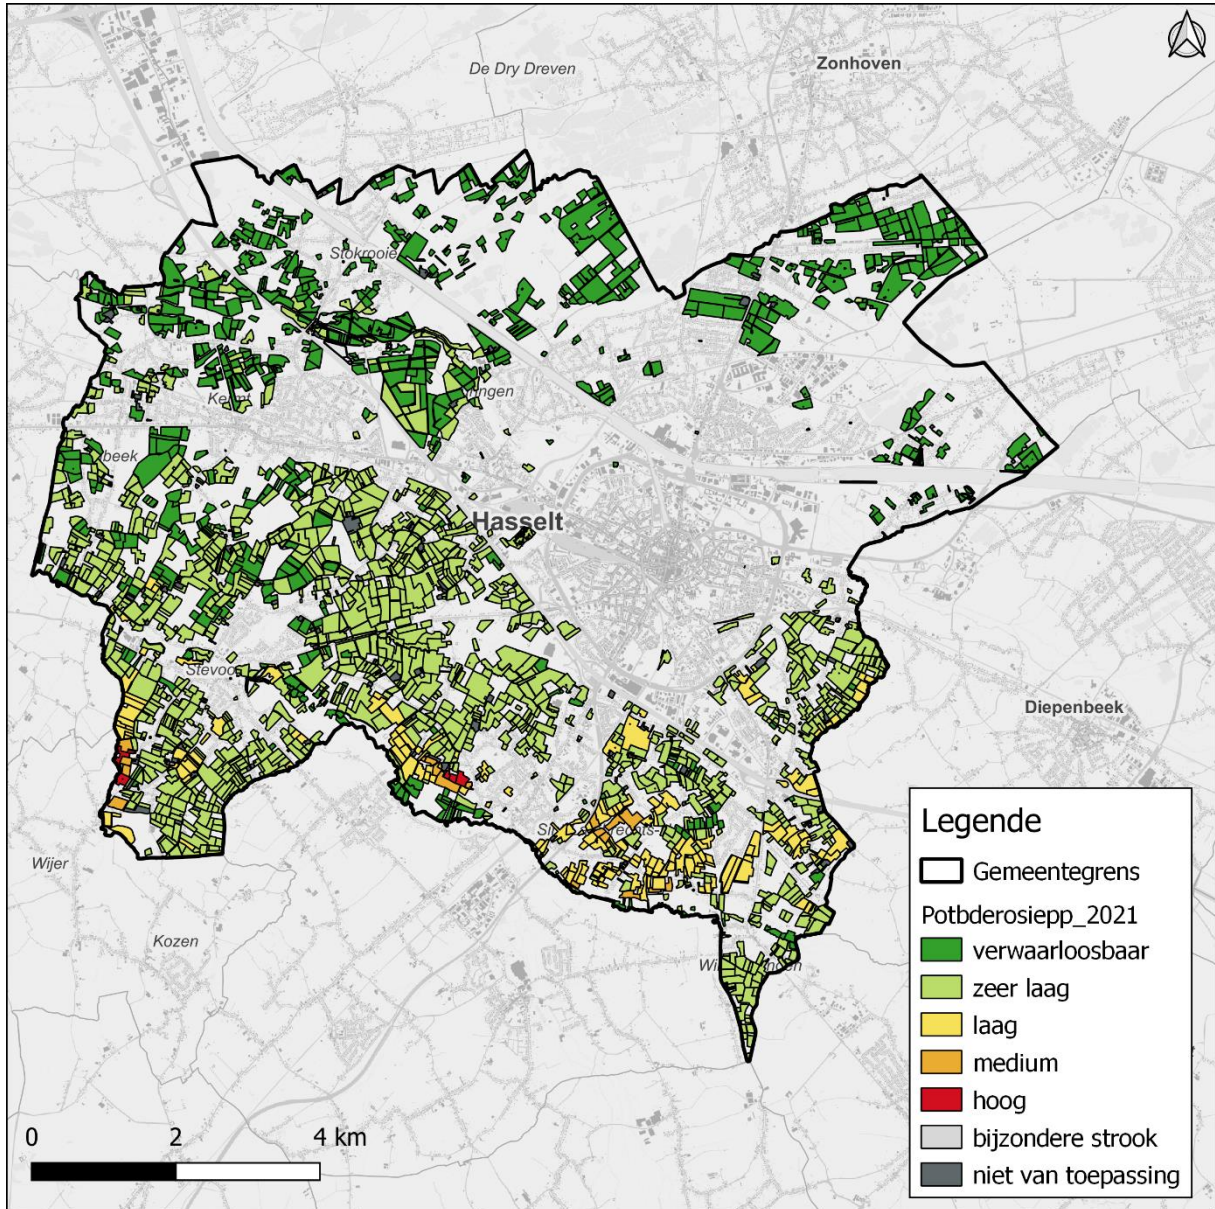 De Dry Dreven
Zonhoven
Stokrooie
Hasselt
Diepenbeek
Wijer
Kozen
Legende
Gemeentegrens
Potbderosiepp_2021
verwaarloosbaar
zeer laag
laag
medium
hoog
bijzondere strook
niet van toepassing
0 2 4 km